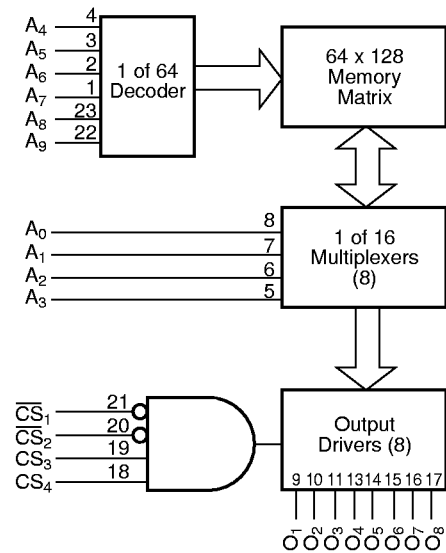 A4 4
A5 3
A6 2
A7 1
A8 23
A9 22
1 of 64
Decoder
64 x 128
Memory
Matrix
A0 8
A1 7
A2 6
A3 5
1 of 16
Multiplexers
(8)
CS1 21
CS2 20
CS3 19
CS4 18
Output
Drivers (8)
9 10 11 13 14 15 16 17
O1 O2 O3 O4 O5 O6 O7 O8